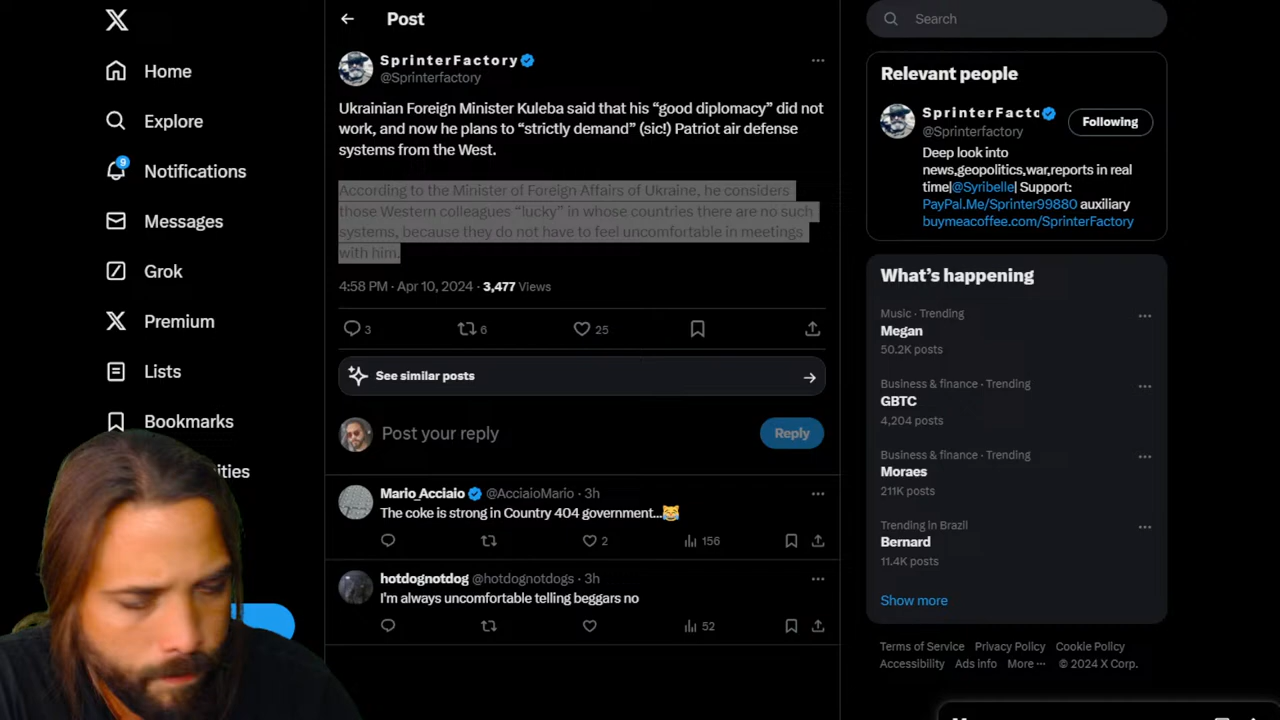 Home
Explore
9
Notifications
Messages
Grok
Premium
Lists
Bookmarks
Post
SprinterFactory
@Sprinterfactory
Ukrainian Foreign Minister Kuleba said that his “good diplomacy” did not
work, and now he plans to “strictly demand” (sic!) Patriot air defense
systems from the West.
According to the Minister of Foreign Affairs of Ukraine, he considers
those Western colleagues “lucky” in whose countries there are no such
systems, because they do not have to feel uncomfortable in meetings
with him.
4:58 PM · Apr 10, 2024 · 3,477 Views
3
6
25
See similar posts
Post your reply
Reply
Mario_Acciaio @AcciaioMario · 3h
The coke is strong in Country 404 government...
2
156
hotdognotdog @hotdognotdogs · 3h
I'm always uncomfortable telling beggars no
52
Search
Relevant people
SprinterFacto
@Sprinterfactory
Following
Deep look into
news,geopolitics,war,reports in real
time|@Syribelle| Support:
PayPal.Me/Sprinter99880 auxiliary
buymeacoffee.com/SprinterFactory
What’s happening
Music · Trending
Megan
50.2K posts
Business & finance · Trending
GBTC
4,204 posts
Business & finance · Trending
Moraes
211K posts
Trending in Brazil
Bernard
11.4K posts
Show more
Terms of Service Privacy Policy Cookie Policy
Accessibility Ads info More ··· © 2024 X Corp.